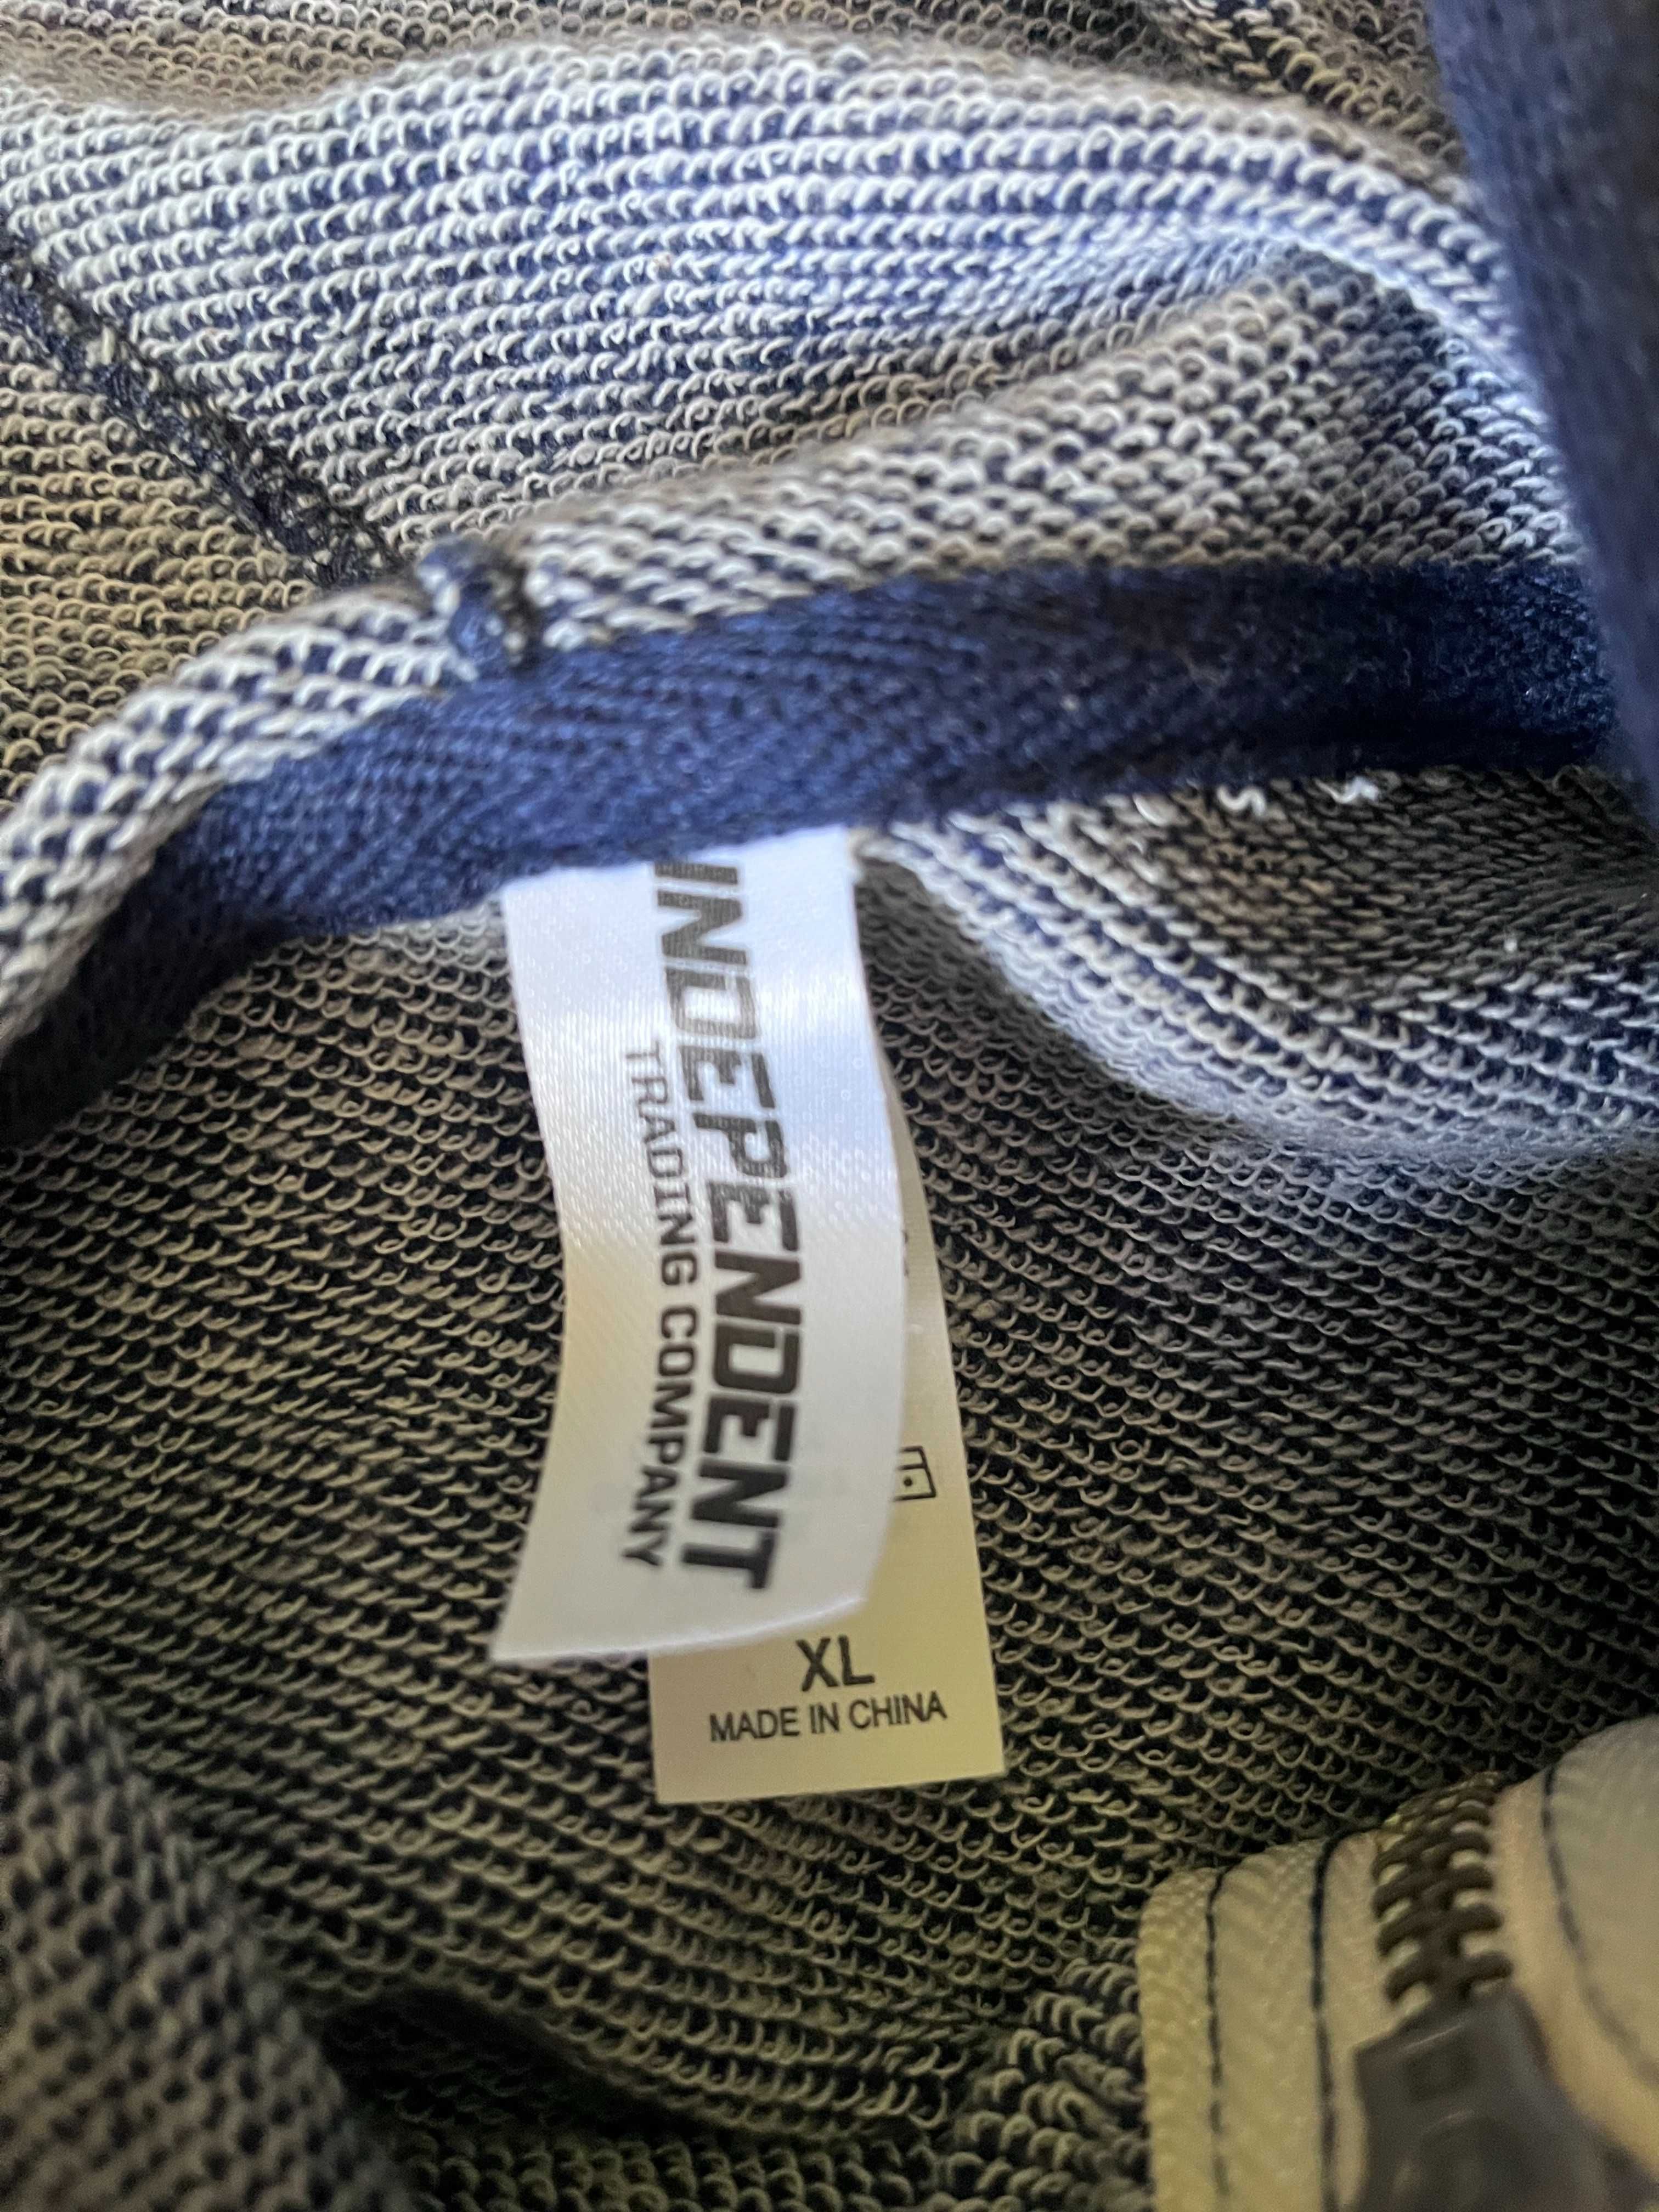 INDEPENDENT
TRADING COMPANY
XL
MADE IN CHINA